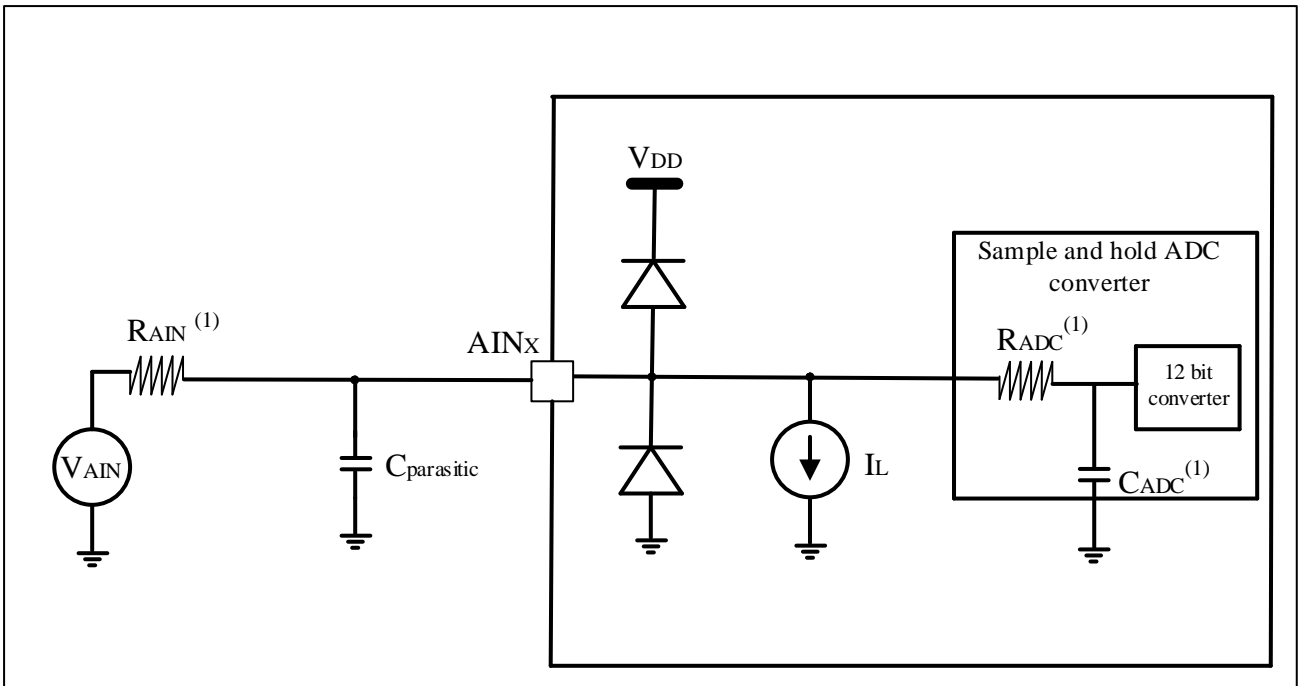 VDD
Sample and hold ADC
converter
RAIN (1)
AINX
RADC(1)
12 bit
converter
VAIN
Cparasitic
IL
CADC(1)